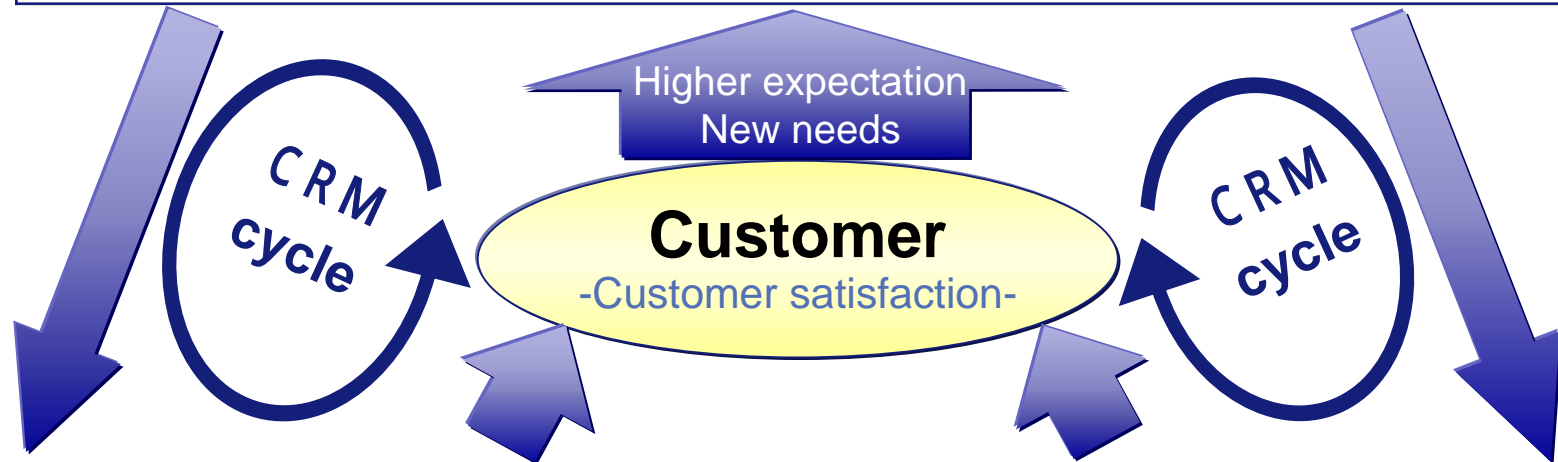 Higher expectation
New needs
CRM
cycle
Customer
-Customer satisfaction-
CRM
cycle